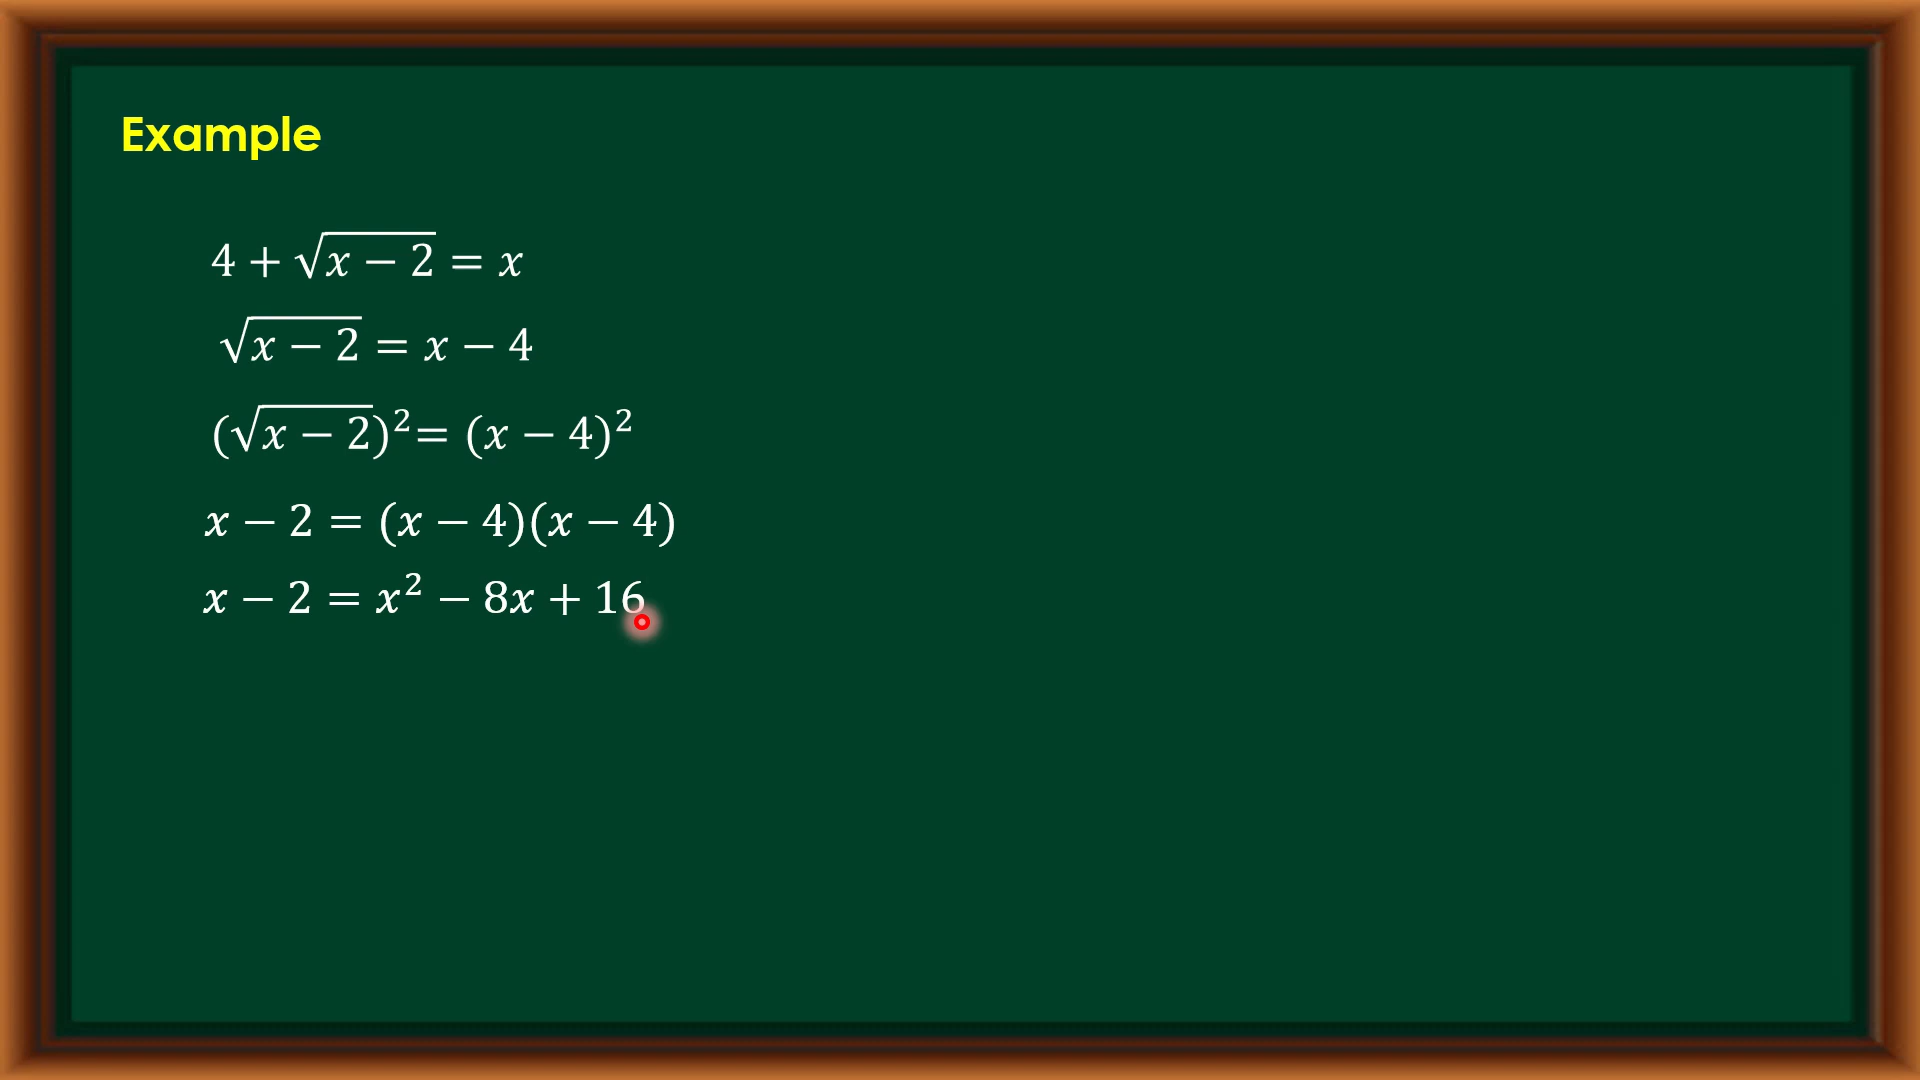 Example
4 + √(x − 2) = x
√(x − 2) = x − 4
(√(x − 2))² = (x − 4)²
x − 2 = (x − 4)(x − 4)
x − 2 = x² − 8x + 16